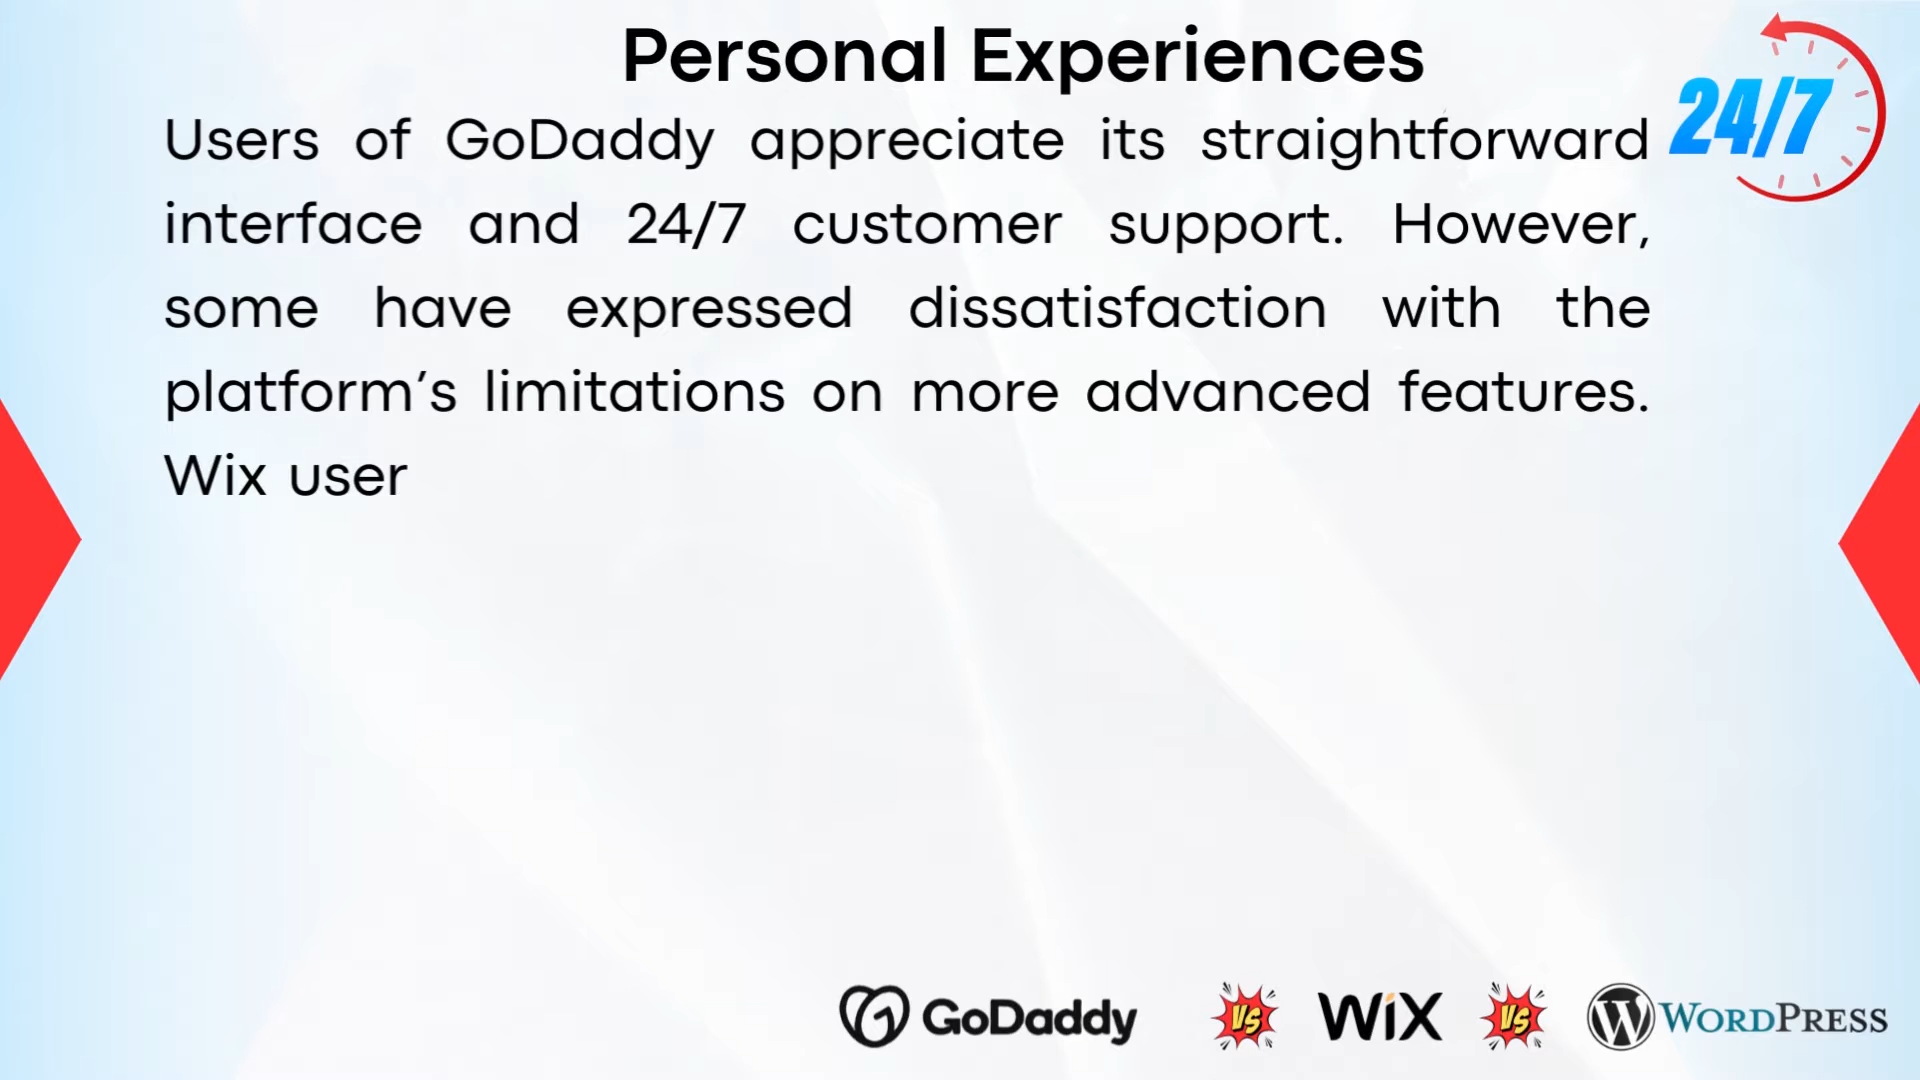 Personal Experiences
24/7
Users of GoDaddy appreciate its straightforward
interface and 24/7 customer support. However,
some have expressed dissatisfaction with the
platform’s limitations on more advanced features.
Wix user
GoDaddy VS WiX VS W WORDPRESS